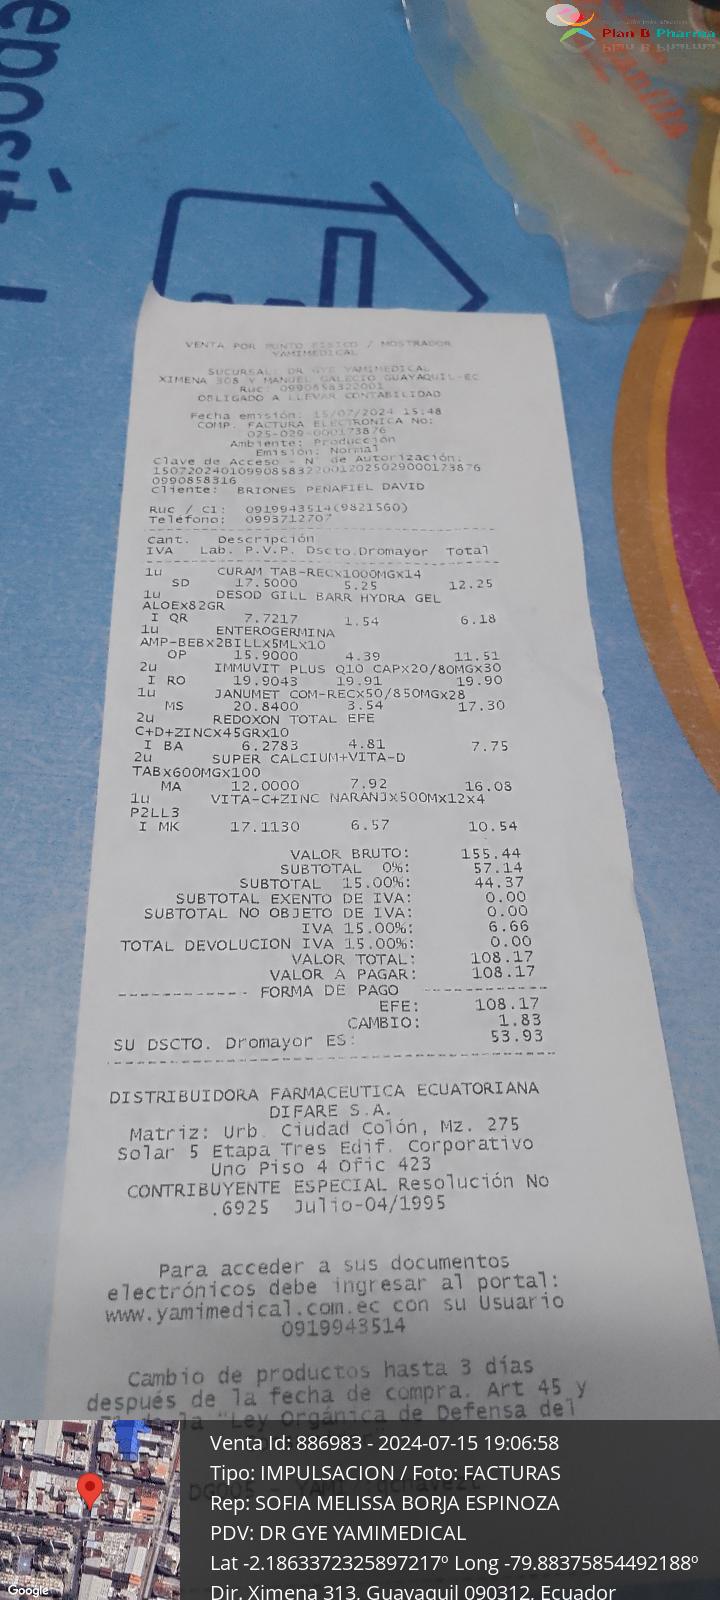 Plan B Pharma
VENTA POR PUNTO FISICO / MOSTRADOR
YAMIMEDICAL
SUCURSAL: DR GYE YAMIMEDICAL
XIMENA 308 Y MANUEL GALECIO GUAYAQUIL-EC
Ruc: 0990858322001
OBLIGADO A LLEVAR CONTABILIDAD
Fecha emisión: 15/07/2024 15:48
COMP. FACTURA ELECTRONICA NO:
025-029-000173876
Ambiente: Producción
Emisión: Normal
Clave de Acceso - N° de Autorización:
1507202401099085832200120250290001 73876
0990858316
Cliente: BRIONES PEÑAFIEL DAVID
Ruc / CI: 0919943514(9821560)
Teléfono: 0993712707
Cant. Descripción
IVA Lab. P.V.P. Dscto.Dromayor Total
1u CURAM TAB-RECx1000MGx14
SD 17.5000 5.25 12.25
1u DESOD GILL BARR HYDRA GEL
ALOEx82GR
I QR 7.7217 1.54 6.18
1u ENTEROGERMINA
AMP-BEBx2BILLx5MLx10
OP 15.9000 4.39 11.51
2u IMMUVIT PLUS Q10 CAPx20/80MGx30
I RO 19.9043 19.91 19.90
1u JANUMET COM-RECx50/850MGx28
MS 20.8400 3.54 17.30
2u REDOXON TOTAL EFE
C+D+ZINCx45GRx10
I BA 6.2783 4.81 7.75
2u SUPER CALCIUM+VITA-D
TABx600MGx100
MA 12.0000 7.92 16.08
1u VITA-C+ZINC NARANJx500Mx12x4
P2LL3
I MK 17.1130 6.57 10.54
VALOR BRUTO: 155.44
SUBTOTAL 0%: 57.14
SUBTOTAL 15.00%: 44.37
SUBTOTAL EXENTO DE IVA: 0.00
SUBTOTAL NO OBJETO DE IVA: 0.00
IVA 15.00%: 6.66
TOTAL DEVOLUCION IVA 15.00%: 0.00
VALOR TOTAL: 108.17
VALOR A PAGAR: 108.17
------------ FORMA DE PAGO ------------
EFE: 108.17
CAMBIO: 1.83
SU DSCTO. Dromayor ES: 53.93
DISTRIBUIDORA FARMACEUTICA ECUATORIANA
DIFARE S.A.
Matriz: Urb. Ciudad Colón, Mz. 275
Solar 5 Etapa Tres Edif. Corporativo
Uno Piso 4 Ofic 423
CONTRIBUYENTE ESPECIAL Resolución No
.6925 Julio-04/1995
Para acceder a sus documentos
electrónicos debe ingresar al portal:
www.yamimedical.com.ec con su Usuario
0919943514
Cambio de productos hasta 3 días
después de la fecha de compra. Art 45 y
la "Ley Orgánica de Defensa del
Venta Id: 886983 - 2024-07-15 19:06:58
Tipo: IMPULSACION / Foto: FACTURAS
Rep: SOFIA MELISSA BORJA ESPINOZA
PDV: DR GYE YAMIMEDICAL
Lat -2.1863372325897217º Long -79.88375854492188º
Dir. Ximena 313, Guayaquil 090312, Ecuador
Google